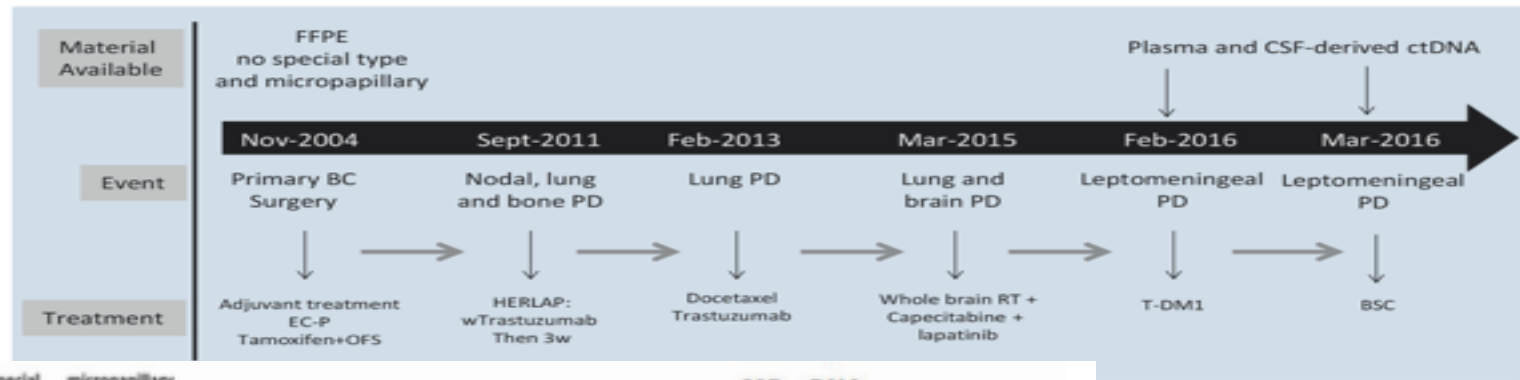 Material
Available
FFPE
no special type
and micropapillary
Plasma and CSF-derived ctDNA
Nov-2004 Sept-2011 Feb-2013 Mar-2015 Feb-2016 Mar-2016
Event
Primary BC
Surgery
Nodal, lung
and bone PD
Lung PD
Lung and
brain PD
Leptomeningeal
PD
Leptomeningeal
PD
Treatment
Adjuvant treatment
EC-P
Tamoxifen+OFS
HERLAP:
wTrastuzumab
Then 3w
Docetaxel
Trastuzumab
Whole brain RT +
Capecitabine +
lapatinib
T-DM1
BSC
micropapillary